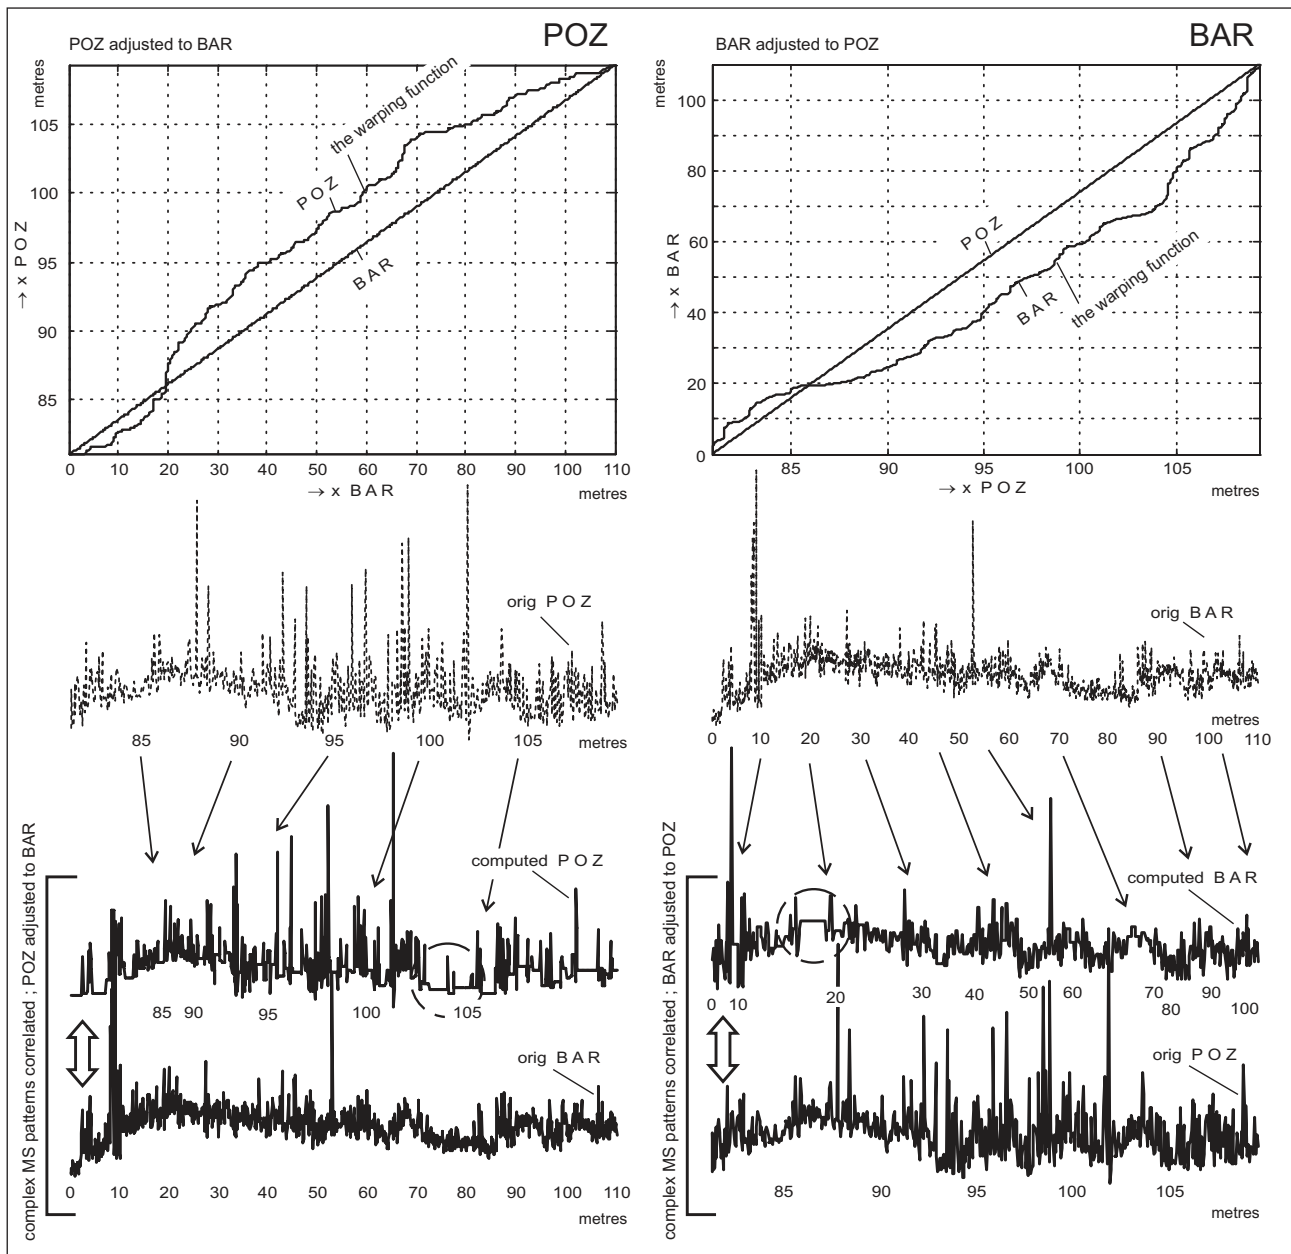 POZ adjusted to BAR
POZ
metres
105
100
95
90
85
→ x P O Z
the warping function
P O Z
B A R
0 10 20 30 40 50 60 70 80 90 100 110
→ x B A R
metres
orig P O Z
metres
85 90 95 100 105
complex MS patterns correlated ; POZ adjusted to BAR
computed P O Z
85 90 95 100 105
orig B A R
0 10 20 30 40 50 60 70 80 90 100 110
metres
BAR adjusted to POZ
BAR
metres
100
80
60
40
20
0
→ x B A R
P O Z
B A R
the warping function
85 90 95 100 105
→ x P O Z
metres
orig B A R
metres
0 10 20 30 40 50 60 70 80 90 100 110
complex MS patterns correlated ; BAR adjusted to POZ
computed B A R
0 10 20 30 40 50 60 70 80 90 100
orig P O Z
85 90 95 100 105
metres